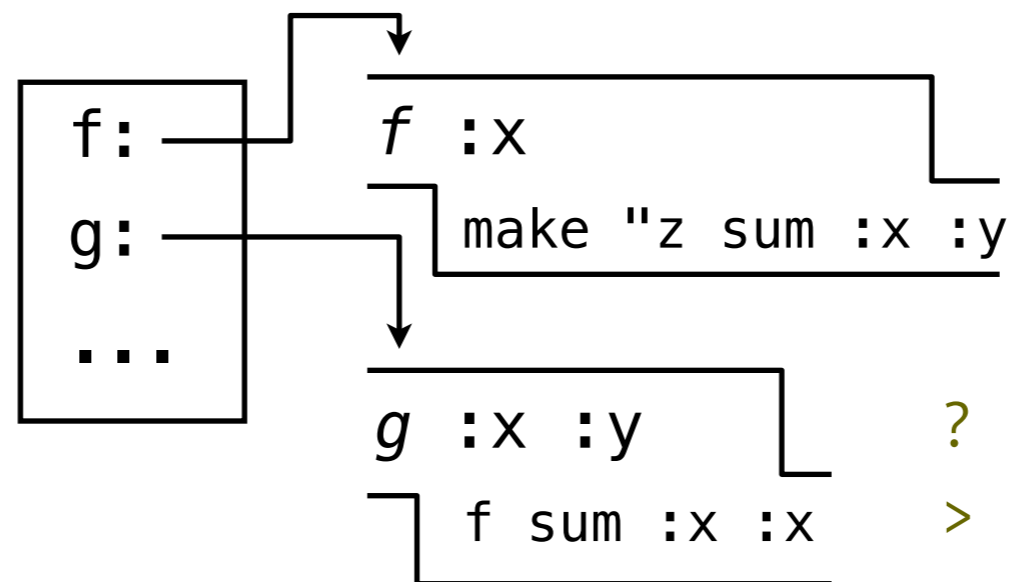 f:
g:
...
f :x
make "z sum :x :y
g :x :y
f sum :x :x
?
>